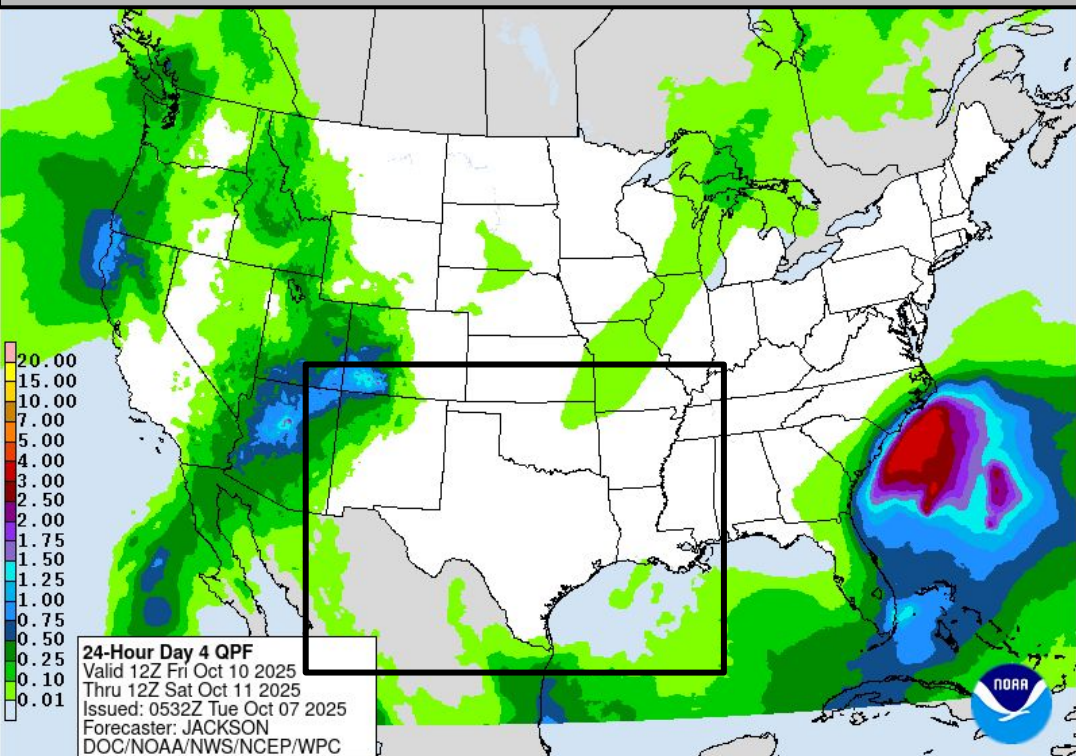 20.00
15.00
10.00
7.00
5.00
4.00
3.00
2.50
2.00
1.75
1.50
1.25
1.00
0.75
0.50
0.25
0.10
0.01
24-Hour Day 4 QPF
Valid 12Z Fri Oct 10 2025
Thru 12Z Sat Oct 11 2025
Issued: 0532Z Tue Oct 07 2025
Forecaster: JACKSON
DOC/NOAA/NWS/NCEP/WPC
NOAA